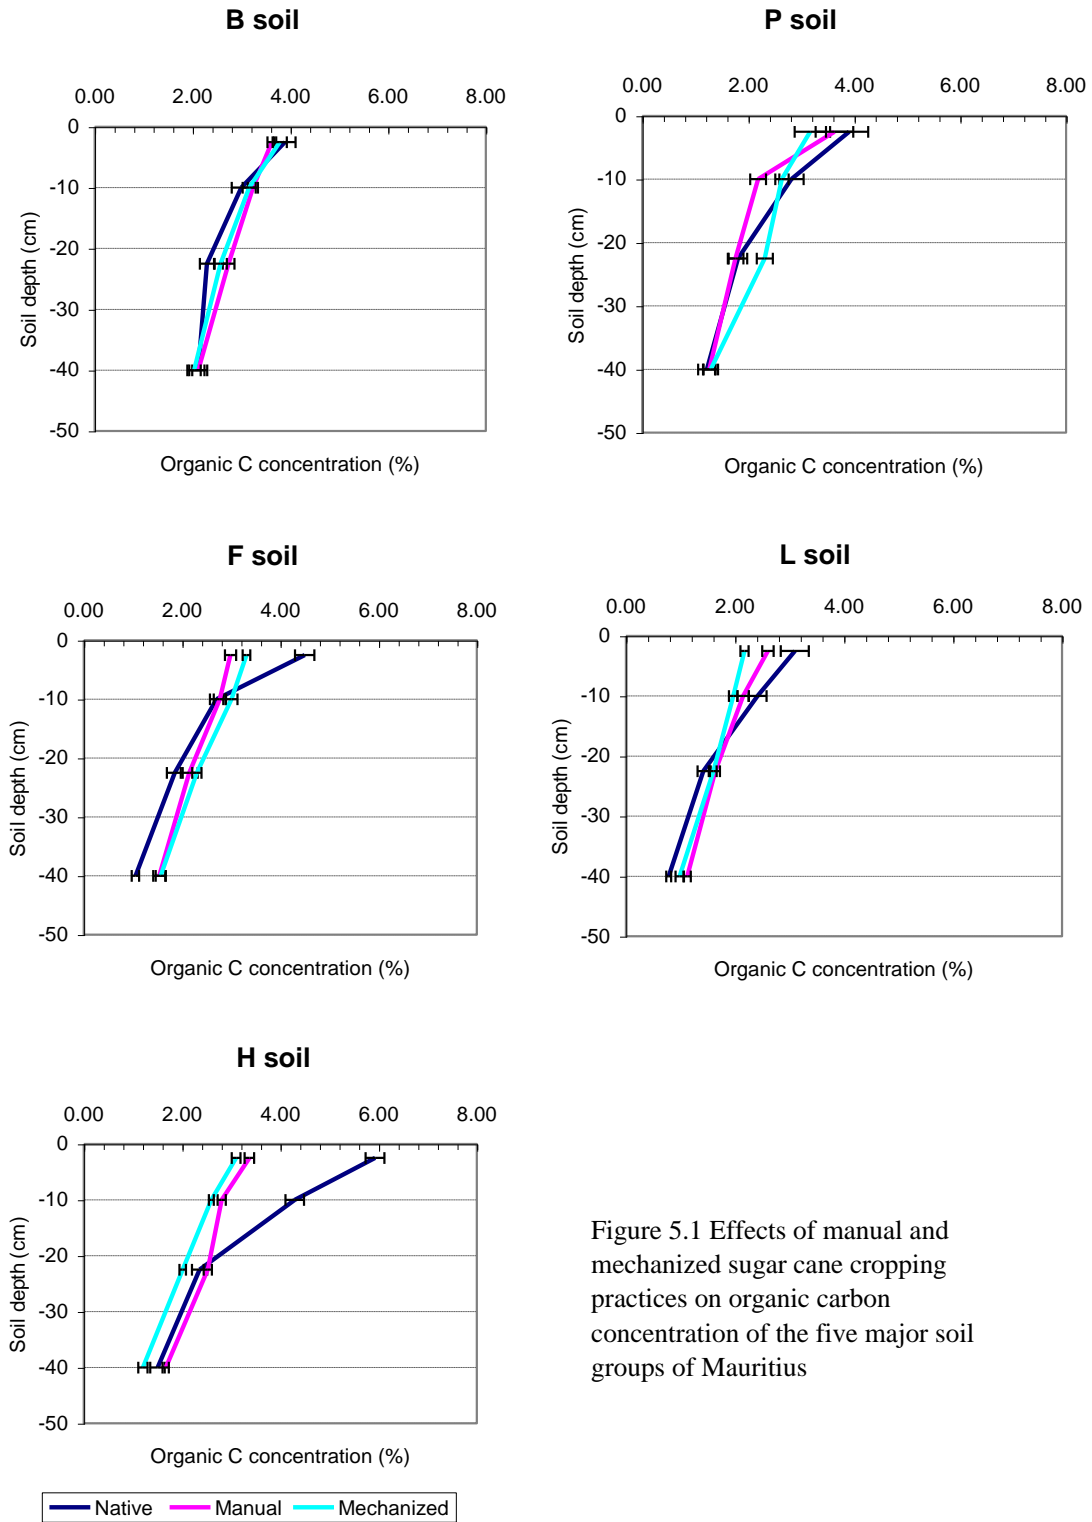 B soil
0.00 2.00 4.00 6.00 8.00
0
-10
-20
-30
-40
-50
Soil depth (cm)
Organic C concentration (%)
P soil
0.00 2.00 4.00 6.00 8.00
0
-10
-20
-30
-40
-50
Soil depth (cm)
Organic C concentration (%)
F soil
0.00 2.00 4.00 6.00 8.00
0
-10
-20
-30
-40
-50
Soil depth (cm)
Organic C concentration (%)
L soil
0.00 2.00 4.00 6.00 8.00
0
-10
-20
-30
-40
-50
Soil depth (cm)
Organic C concentration (%)
H soil
0.00 2.00 4.00 6.00 8.00
0
-10
-20
-30
-40
-50
Soil depth (cm)
Organic C concentration (%)
Native Manual Mechanized
Figure 5.1 Effects of manual and
mechanized sugar cane cropping
practices on organic carbon
concentration of the five major soil
groups of Mauritius